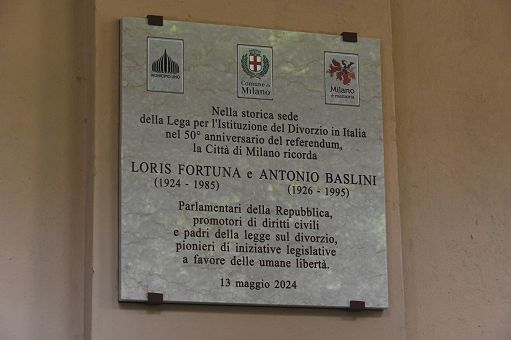 MUNICIPIO UNO
Comune di
Milano
Milano
è memoria
Nella storica sede
della Lega per l'Istituzione del Divorzio in Italia
nel 50° anniversario del referendum,
la Città di Milano ricorda
LORIS FORTUNA e ANTONIO BASLINI
(1924 - 1985) (1926 - 1995)
Parlamentari della Repubblica,
promotori di diritti civili
e padri della legge sul divorzio,
pionieri di iniziative legislative
a favore delle umane libertà.
13 maggio 2024